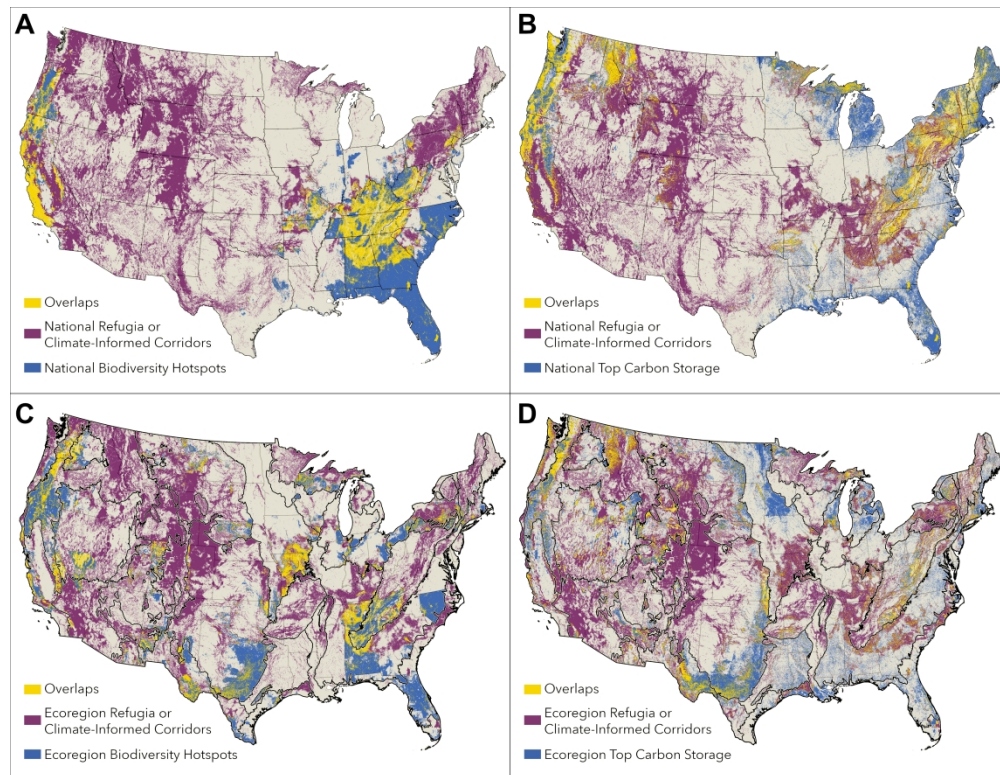 A
Overlaps
National Refugia or
Climate-Informed Corridors
National Biodiversity Hotspots
B
Overlaps
National Refugia or
Climate-Informed Corridors
National Top Carbon Storage
C
Overlaps
Ecoregion Refugia or
Climate-Informed Corridors
Ecoregion Biodiversity Hotspots
D
Overlaps
Ecoregion Refugia or
Climate-Informed Corridors
Ecoregion Top Carbon Storage